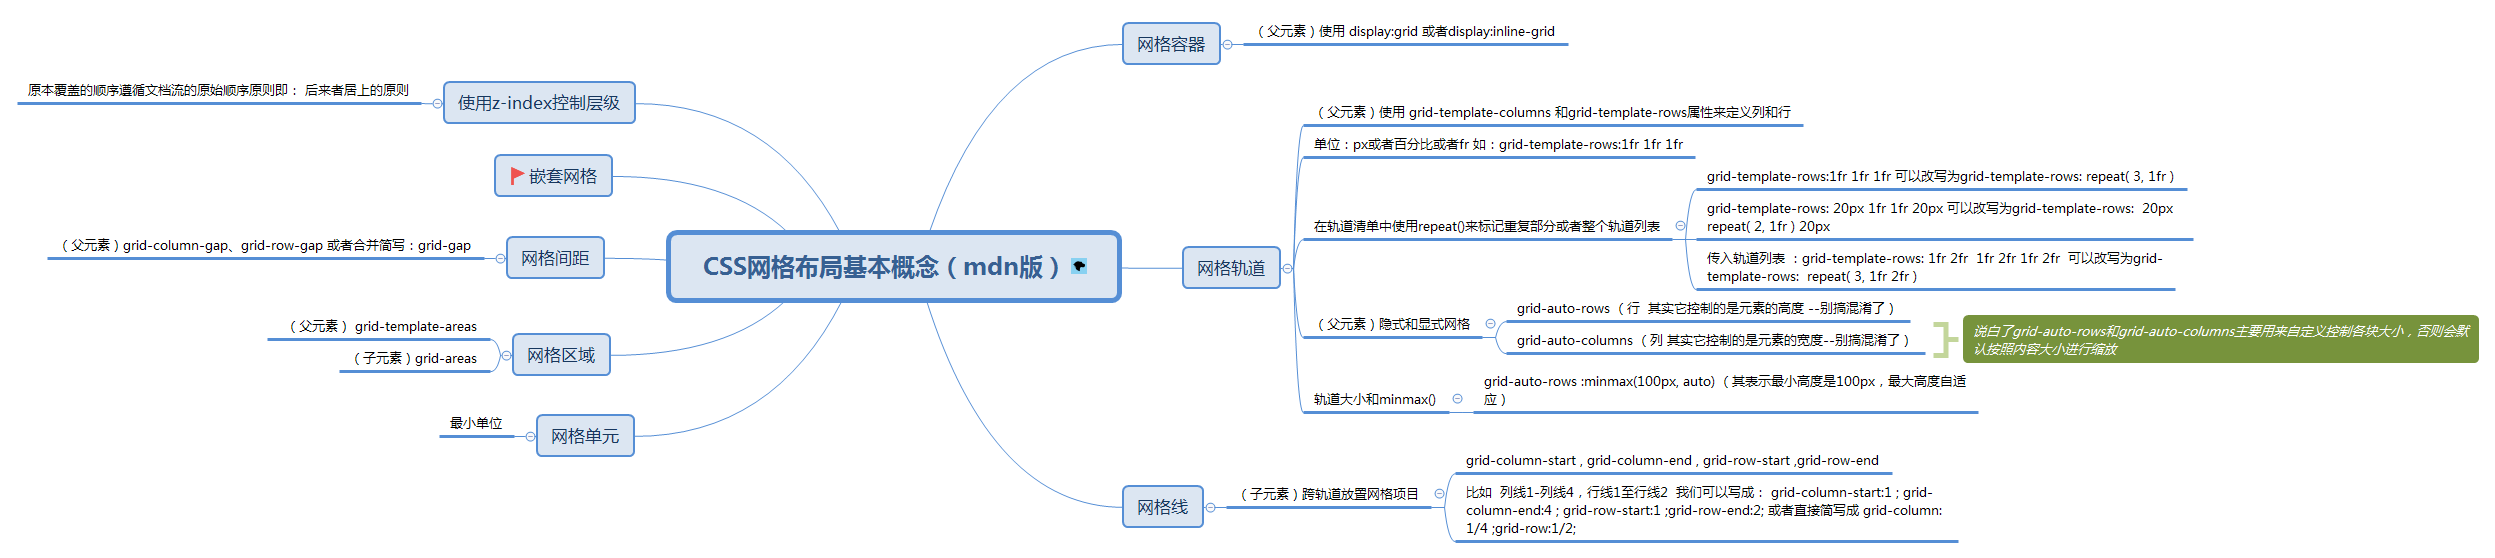 CSS网格布局基本概念（mdn版）
网格容器
（父元素）使用 display:grid 或者display:inline-grid
网格轨道
（父元素）使用 grid-template-columns 和grid-template-rows属性来定义列和行
单位：px或者百分比或者fr 如：grid-template-rows:1fr 1fr 1fr
在轨道清单中使用repeat()来标记重复部分或者整个轨道列表
grid-template-rows:1fr 1fr 1fr 可以改写为grid-template-rows: repeat( 3, 1fr )
grid-template-rows: 20px 1fr 1fr 20px 可以改写为grid-template-rows:  20px
repeat( 2, 1fr ) 20px
传入轨道列表 ：grid-template-rows: 1fr 2fr  1fr 2fr 1fr 2fr  可以改写为grid-
template-rows:  repeat( 3, 1fr 2fr )
（父元素）隐式和显式网格
grid-auto-rows （行  其实它控制的是元素的高度 --别搞混淆了）
grid-auto-columns （列 其实它控制的是元素的宽度--别搞混淆了）
说白了grid-auto-rows和grid-auto-columns主要用来自定义控制各块大小，否则会默
认按照内容大小进行缩放
轨道大小和minmax()
grid-auto-rows :minmax(100px, auto) （其表示最小高度是100px，最大高度自适
应）
网格线
（子元素）跨轨道放置网格项目
grid-column-start , grid-column-end , grid-row-start ,grid-row-end
比如  列线1-列线4，行线1至行线2  我们可以写成： grid-column-start:1 ; grid-
column-end:4 ; grid-row-start:1 ;grid-row-end:2; 或者直接简写成 grid-column:
1/4 ;grid-row:1/2;
使用z-index控制层级
原本覆盖的顺序遵循文档流的原始顺序原则即： 后来者居上的原则
嵌套网格
网格间距
（父元素）grid-column-gap、grid-row-gap 或者合并简写：grid-gap
网格区域
（父元素） grid-template-areas
（子元素）grid-areas
网格单元
最小单位